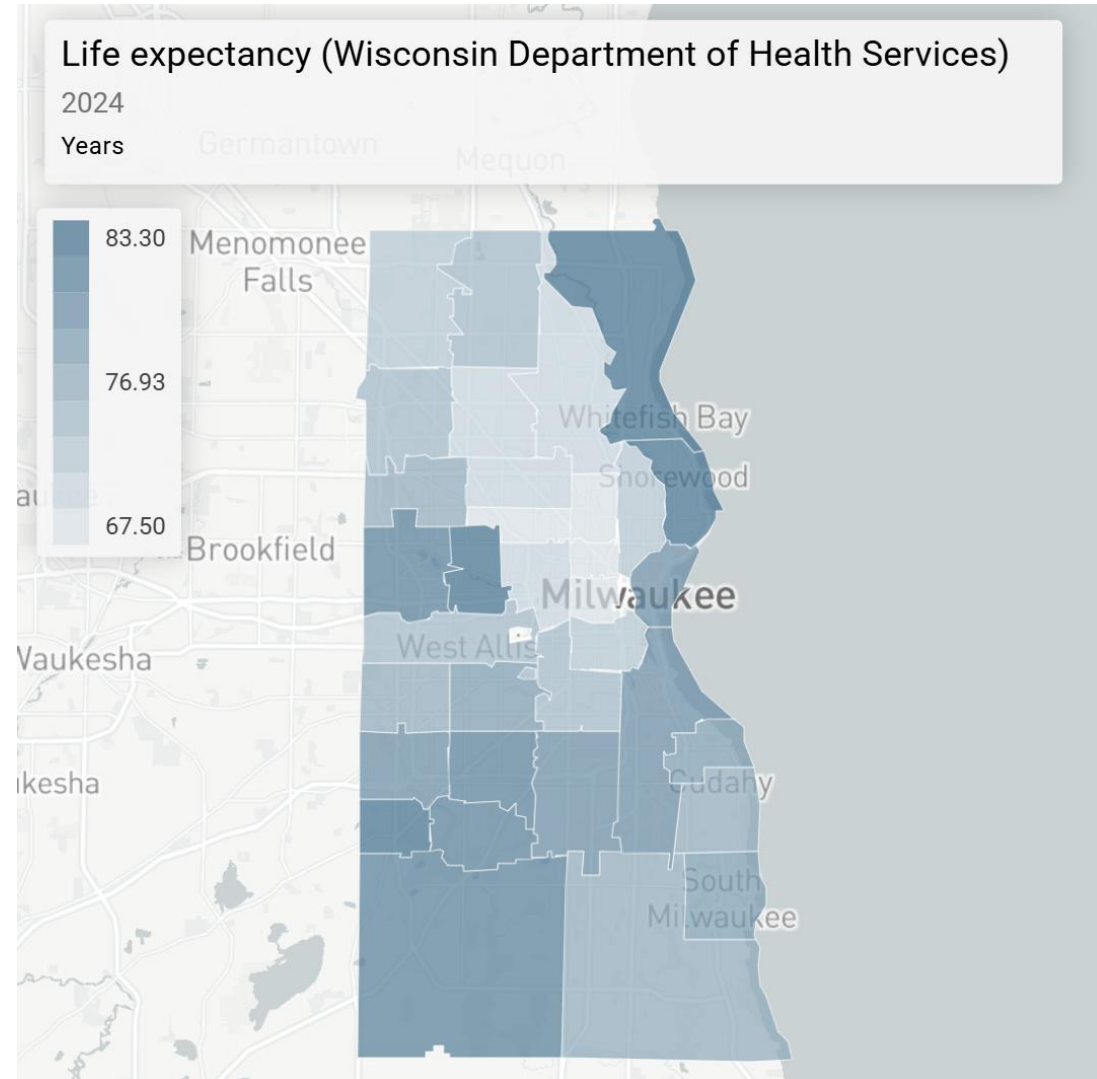 Life expectancy (Wisconsin Department of Health Services)
2024
Years
Germantown
Mequon
83.30
76.93
67.50
Menomonee
Falls
Whitefish Bay
Shorewood
Brookfield
Milwaukee
West Allis
Waukesha
Cudahy
South
Milwaukee